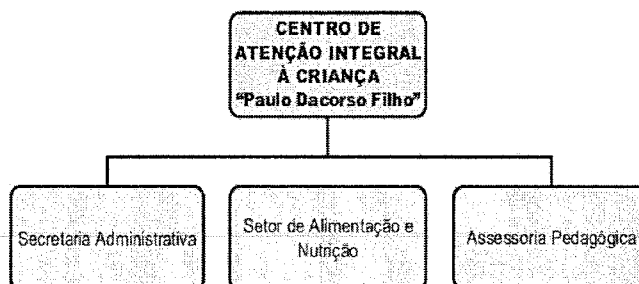 CENTRO DE
ATENÇÃO INTEGRAL
À CRIANÇA
"Paulo Dacorso Filho"
Secretaria Administrativa
Setor de Alimentação e
Nutrição
Assessoria Pedagógica